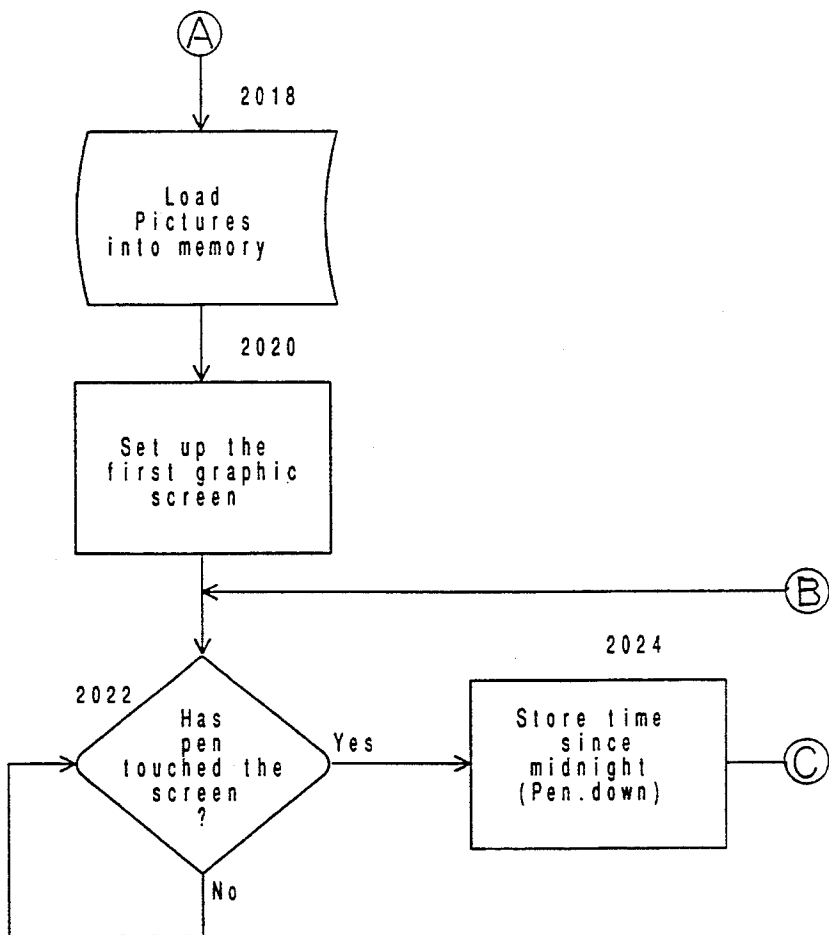 A
2018
Load
Pictures
into memory
2020
Set up the
first graphic
screen
B
2022
Has
pen
touched the
screen
?
Yes
2024
Store time
since
midnight
(Pen.down)
C
No